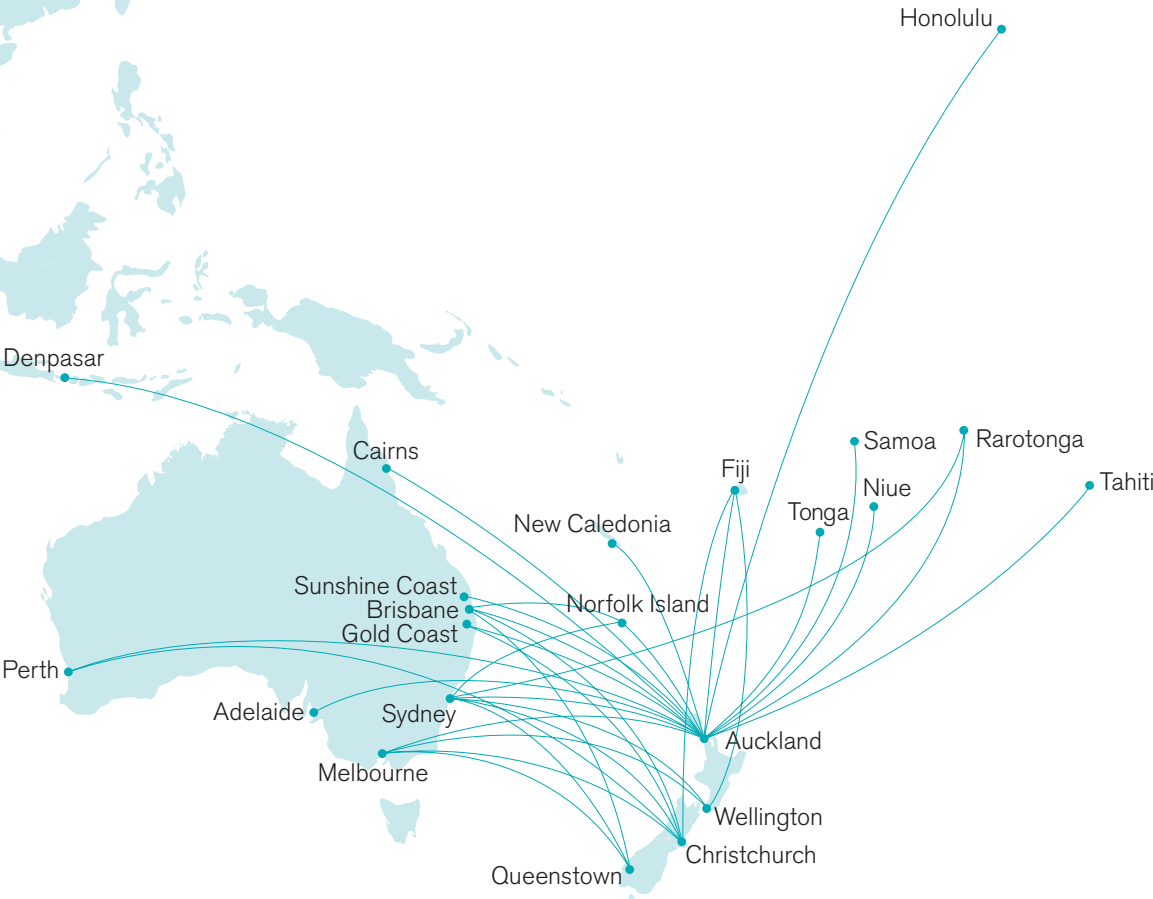 Honolulu
Denpasar
Samoa
Rarotonga
Cairns
Fiji
Tahiti
Niue
Tonga
New Caledonia
Sunshine Coast
Norfolk Island
Brisbane
Gold Coast
Perth
Adelaide
Sydney
Auckland
Melbourne
Wellington
Christchurch
Queenstown